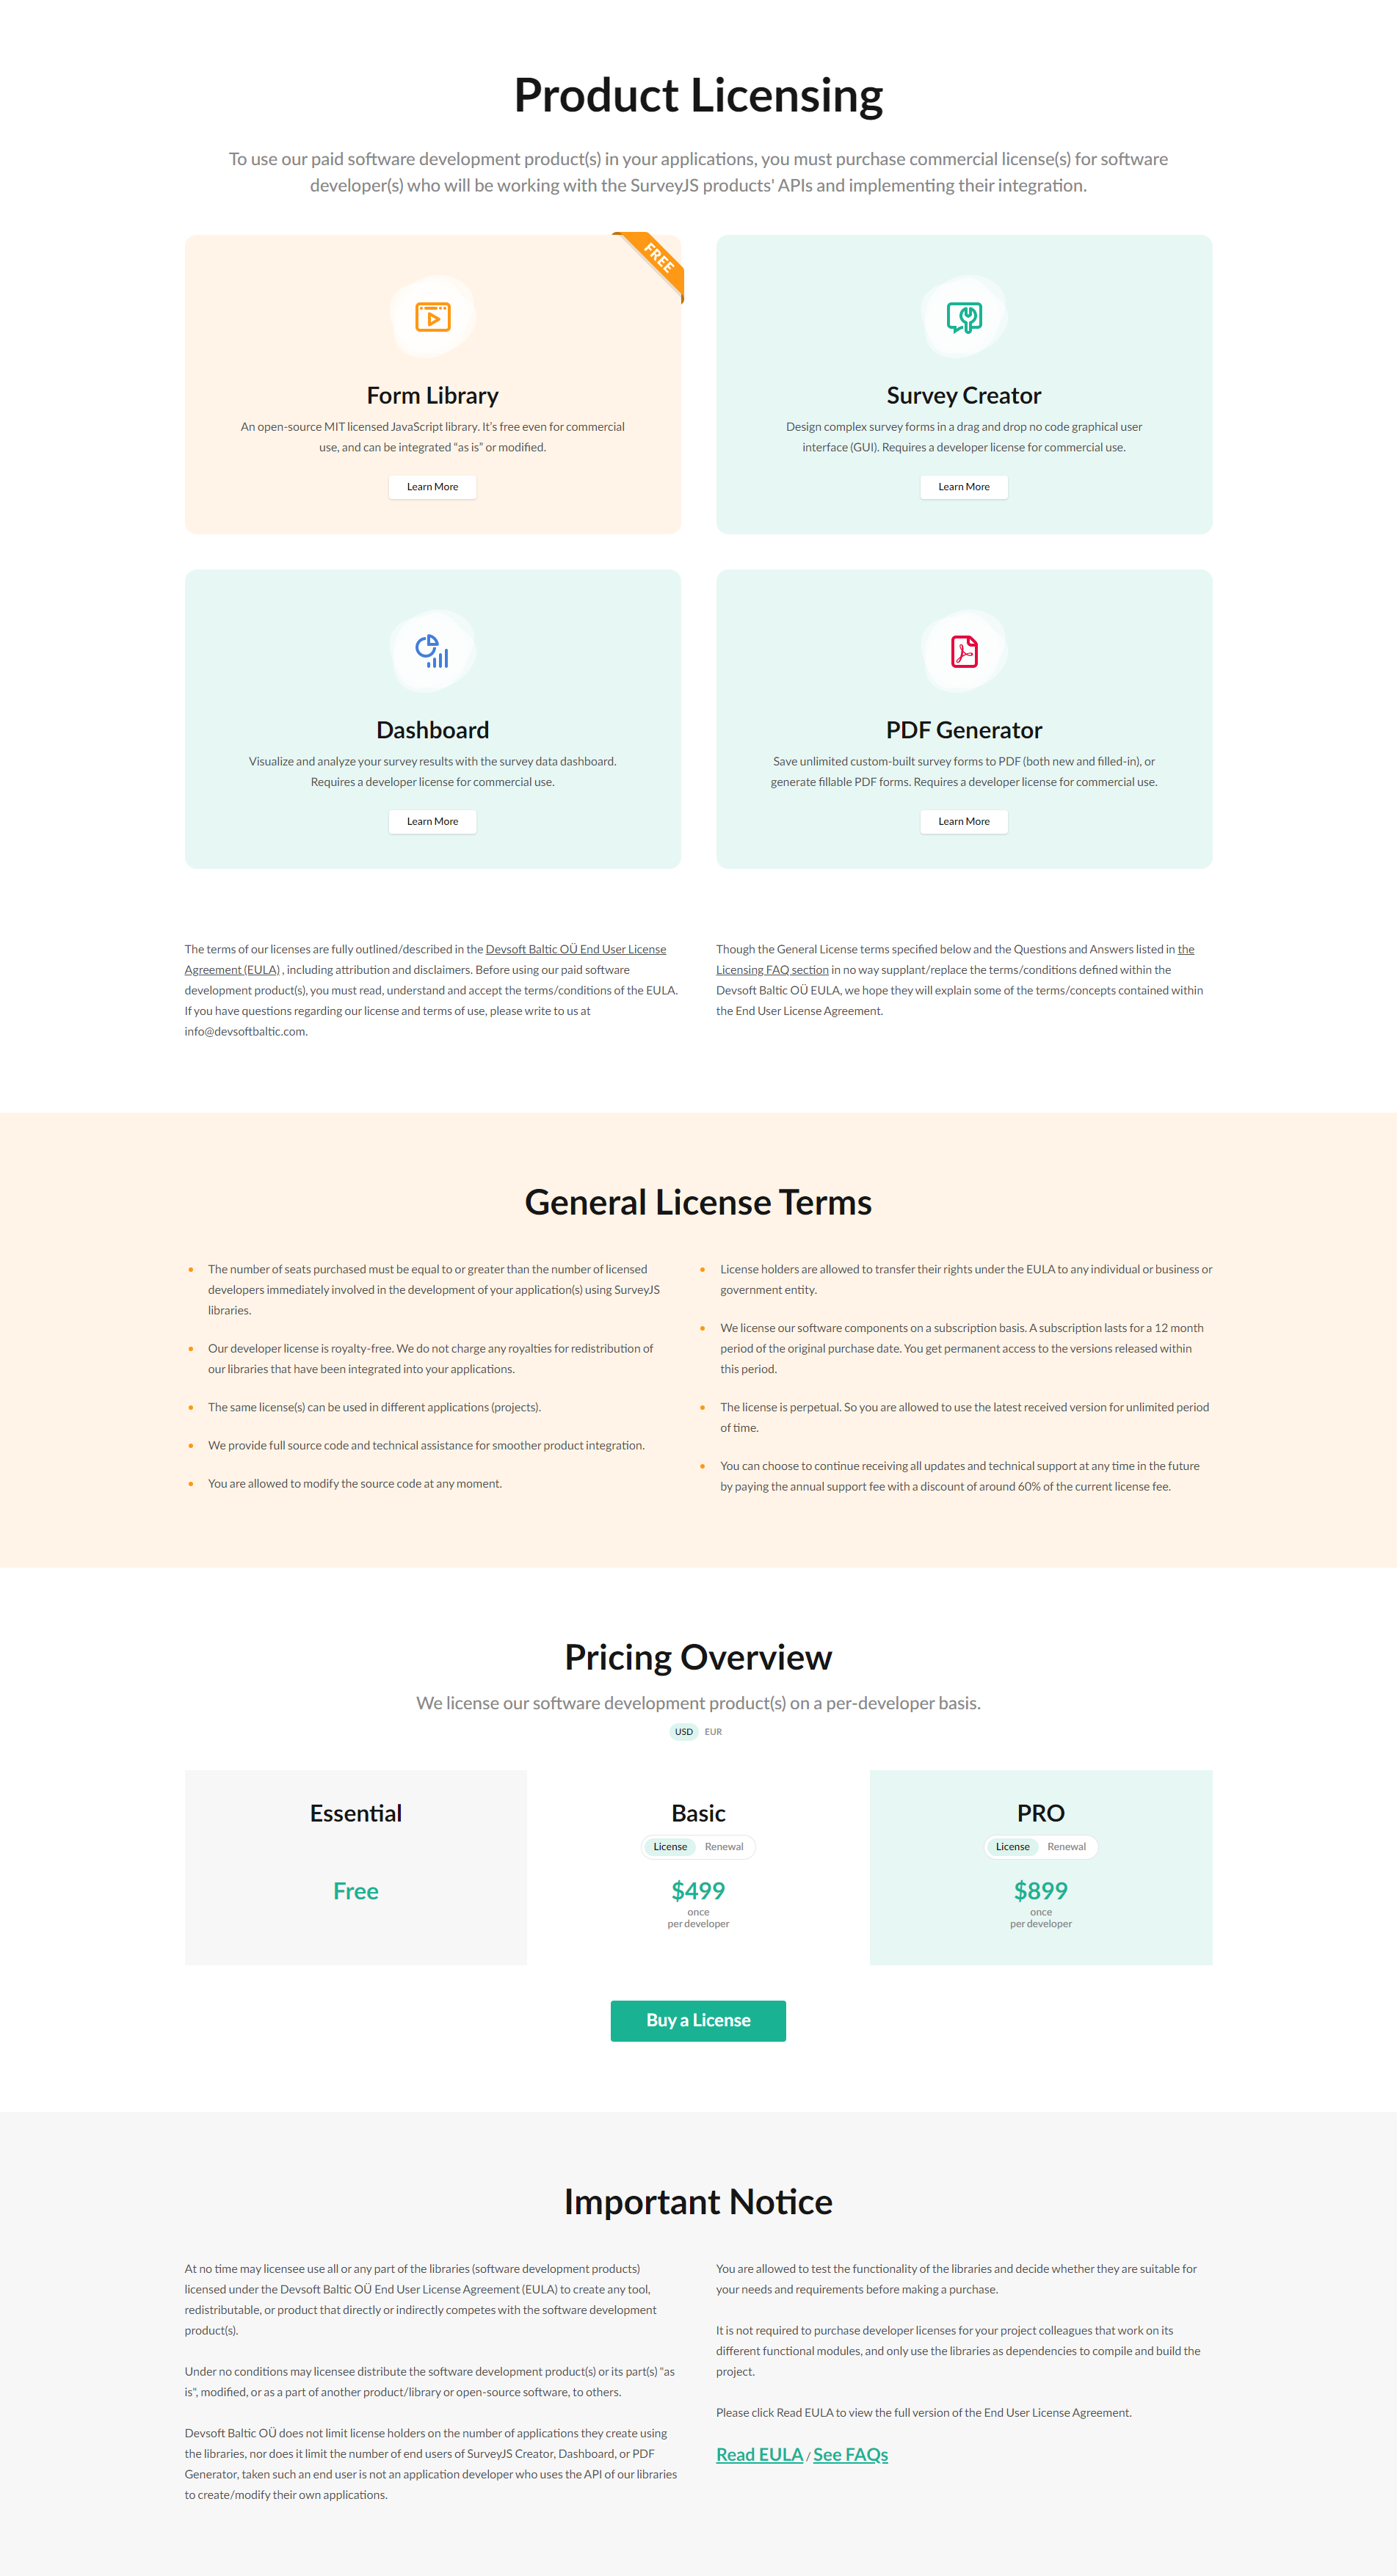 Product Licensing
To use our paid software development product(s) in your applications, you must purchase commercial license(s) for software
developer(s) who will be working with the SurveyJS products' APIs and implementing their integration.
FREE
Form Library
An open-source MIT licensed JavaScript library. It’s free even for commercial
use, and can be integrated “as is” or modified.
Learn More
Survey Creator
Design complex survey forms in a drag and drop no code graphical user
interface (GUI). Requires a developer license for commercial use.
Learn More
Dashboard
Visualize and analyze your survey results with the survey data dashboard.
Requires a developer license for commercial use.
Learn More
PDF Generator
Save unlimited custom-built survey forms to PDF (both new and filled-in), or
generate fillable PDF forms. Requires a developer license for commercial use.
Learn More
The terms of our licenses are fully outlined/described in the Devsoft Baltic OÜ End User License
Agreement (EULA) , including attribution and disclaimers. Before using our paid software
development product(s), you must read, understand and accept the terms/conditions of the EULA.
If you have questions regarding our license and terms of use, please write to us at
info@devsoftbaltic.com.
Though the General License terms specified below and the Questions and Answers listed in the
Licensing FAQ section in no way supplant/replace the terms/conditions defined within the
Devsoft Baltic OÜ EULA, we hope they will explain some of the terms/concepts contained within
the End User License Agreement.
General License Terms
The number of seats purchased must be equal to or greater than the number of licensed
developers immediately involved in the development of your application(s) using SurveyJS
libraries.
Our developer license is royalty-free. We do not charge any royalties for redistribution of
our libraries that have been integrated into your applications.
The same license(s) can be used in different applications (projects).
We provide full source code and technical assistance for smoother product integration.
You are allowed to modify the source code at any moment.
License holders are allowed to transfer their rights under the EULA to any individual or business or
government entity.
We license our software components on a subscription basis. A subscription lasts for a 12 month
period of the original purchase date. You get permanent access to the versions released within
this period.
The license is perpetual. So you are allowed to use the latest received version for unlimited period
of time.
You can choose to continue receiving all updates and technical support at any time in the future
by paying the annual support fee with a discount of around 60% of the current license fee.
Pricing Overview
We license our software development product(s) on a per-developer basis.
USD EUR
Essential
Free
Basic
License Renewal
$499
once
per developer
PRO
License Renewal
$899
once
per developer
Buy a License
Important Notice
At no time may licensee use all or any part of the libraries (software development products)
licensed under the Devsoft Baltic OÜ End User License Agreement (EULA) to create any tool,
redistributable, or product that directly or indirectly competes with the software development
product(s).
Under no conditions may licensee distribute the software development product(s) or its part(s) "as
is", modified, or as a part of another product/library or open-source software, to others.
Devsoft Baltic OÜ does not limit license holders on the number of applications they create using
the libraries, nor does it limit the number of end users of SurveyJS Creator, Dashboard, or PDF
Generator, taken such an end user is not an application developer who uses the API of our libraries
to create/modify their own applications.
You are allowed to test the functionality of the libraries and decide whether they are suitable for
your needs and requirements before making a purchase.
It is not required to purchase developer licenses for your project colleagues that work on its
different functional modules, and only use the libraries as dependencies to compile and build the
project.
Please click Read EULA to view the full version of the End User License Agreement.
Read EULA / See FAQs